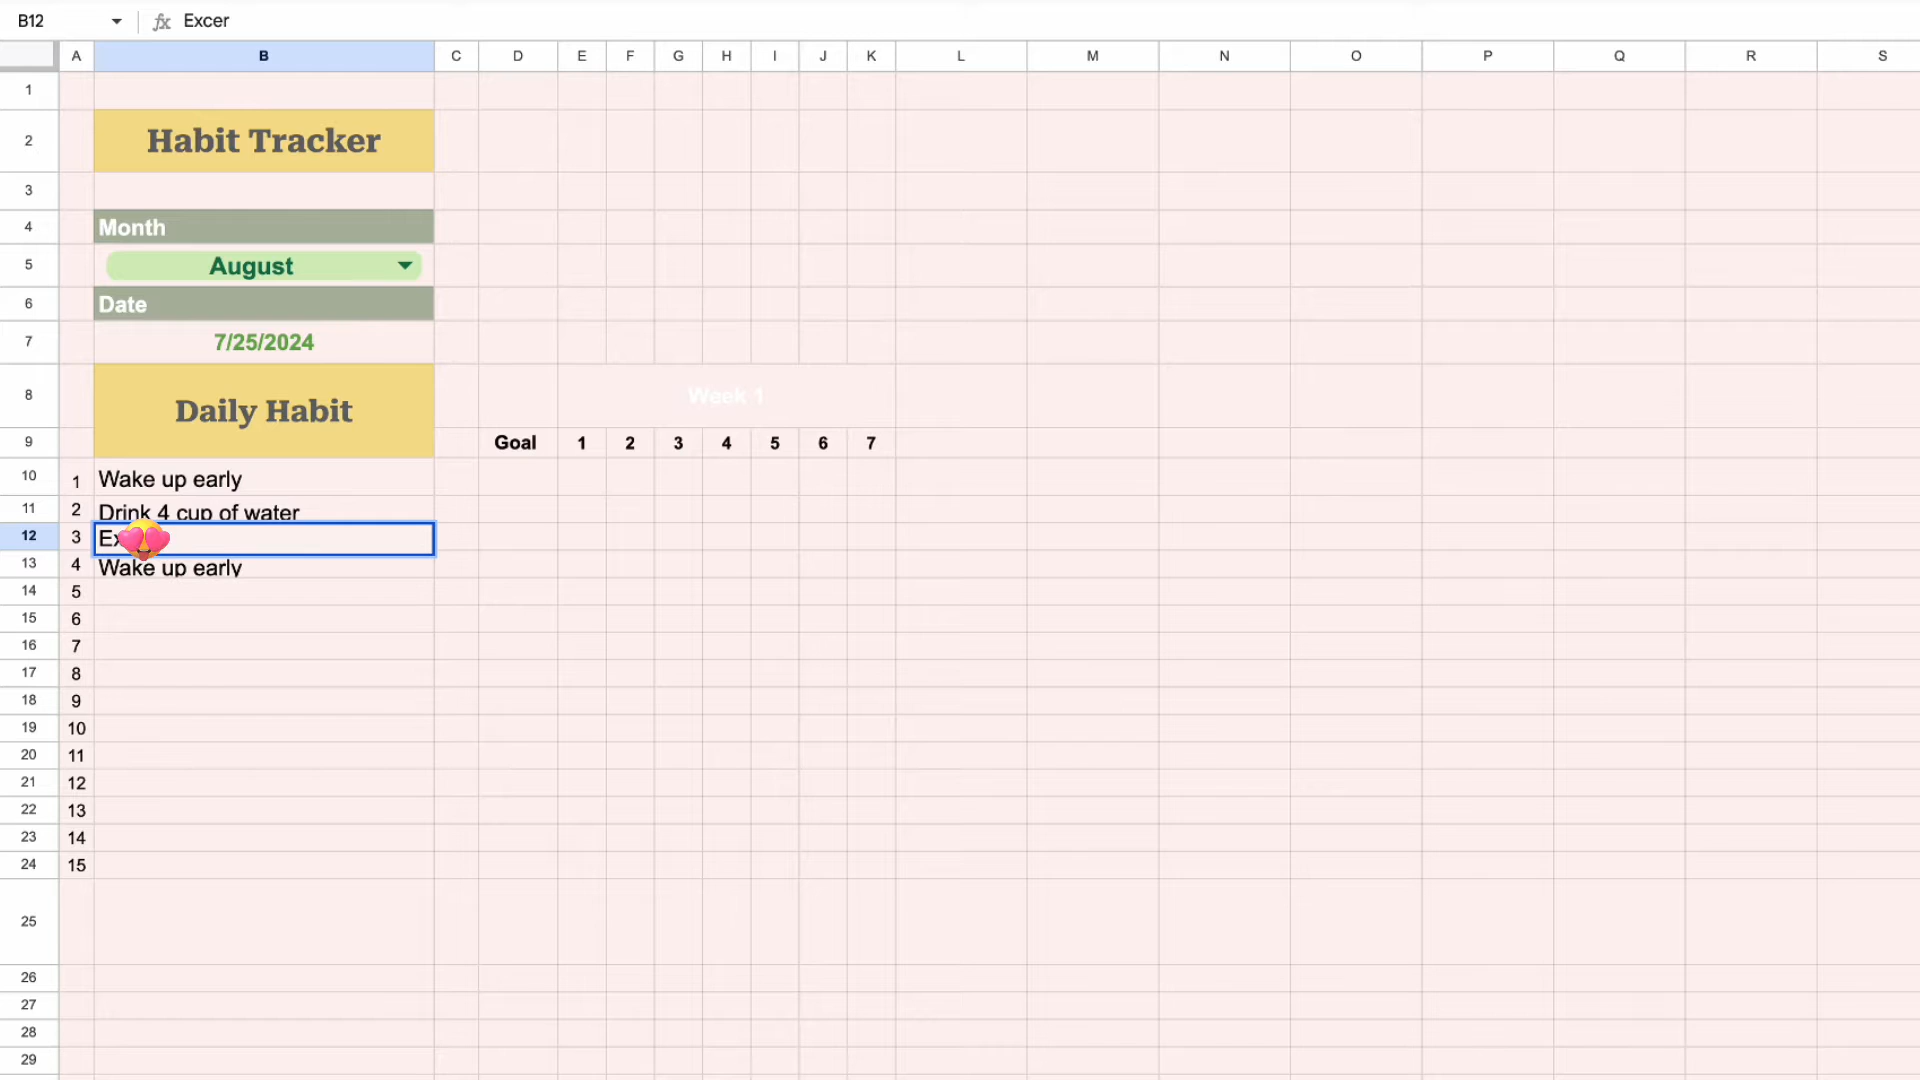 B12 fx Excer
A B C D E F G H I J K L M N O P Q R S
1
2 Habit Tracker
3
4 Month
5 August
6 Date
7 7/25/2024
8 Daily Habit Week 1
9 Goal 1 2 3 4 5 6 7
10 1 Wake up early
11 2 Drink 4 cup of water
12 3
13 4 Wake up early
14 5
15 6
16 7
17 8
18 9
19 10
20 11
21 12
22 13
23 14
24 15
25
26
27
28
29